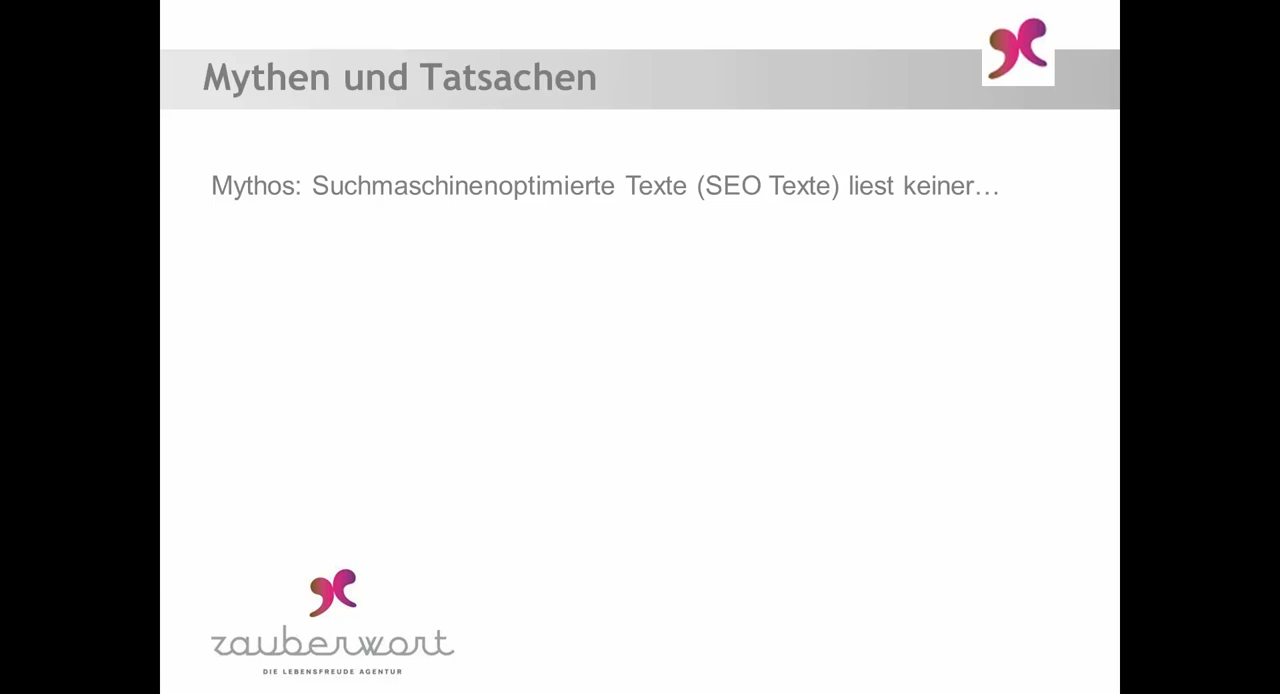 Mythen und Tatsachen
Mythos: Suchmaschinenoptimierte Texte (SEO Texte) liest keiner…
zauberwort
DIE LEBENSFREUDE AGENTUR